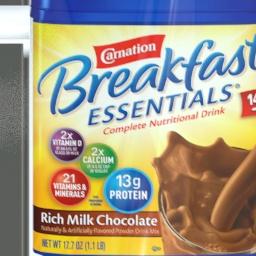 Carnation
Breakfast
ESSENTIALS®
Complete Nutritional Drink
14
2x
VITAMIN D
2x
CALCIUM
21
VITAMINS &
MINERALS
13g
PROTEIN
Rich Milk Chocolate
Naturally & Artificially Flavored Powder Drink Mix
NET WT 17.7 OZ (1.1 LB)